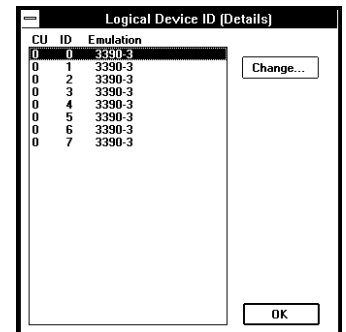 Logical Device ID (Details)
CU ID Emulation
0 0 3390-3
0 1 3390-3
0 2 3390-3
0 3 3390-3
0 4 3390-3
0 5 3390-3
0 6 3390-3
0 7 3390-3
Change...
OK